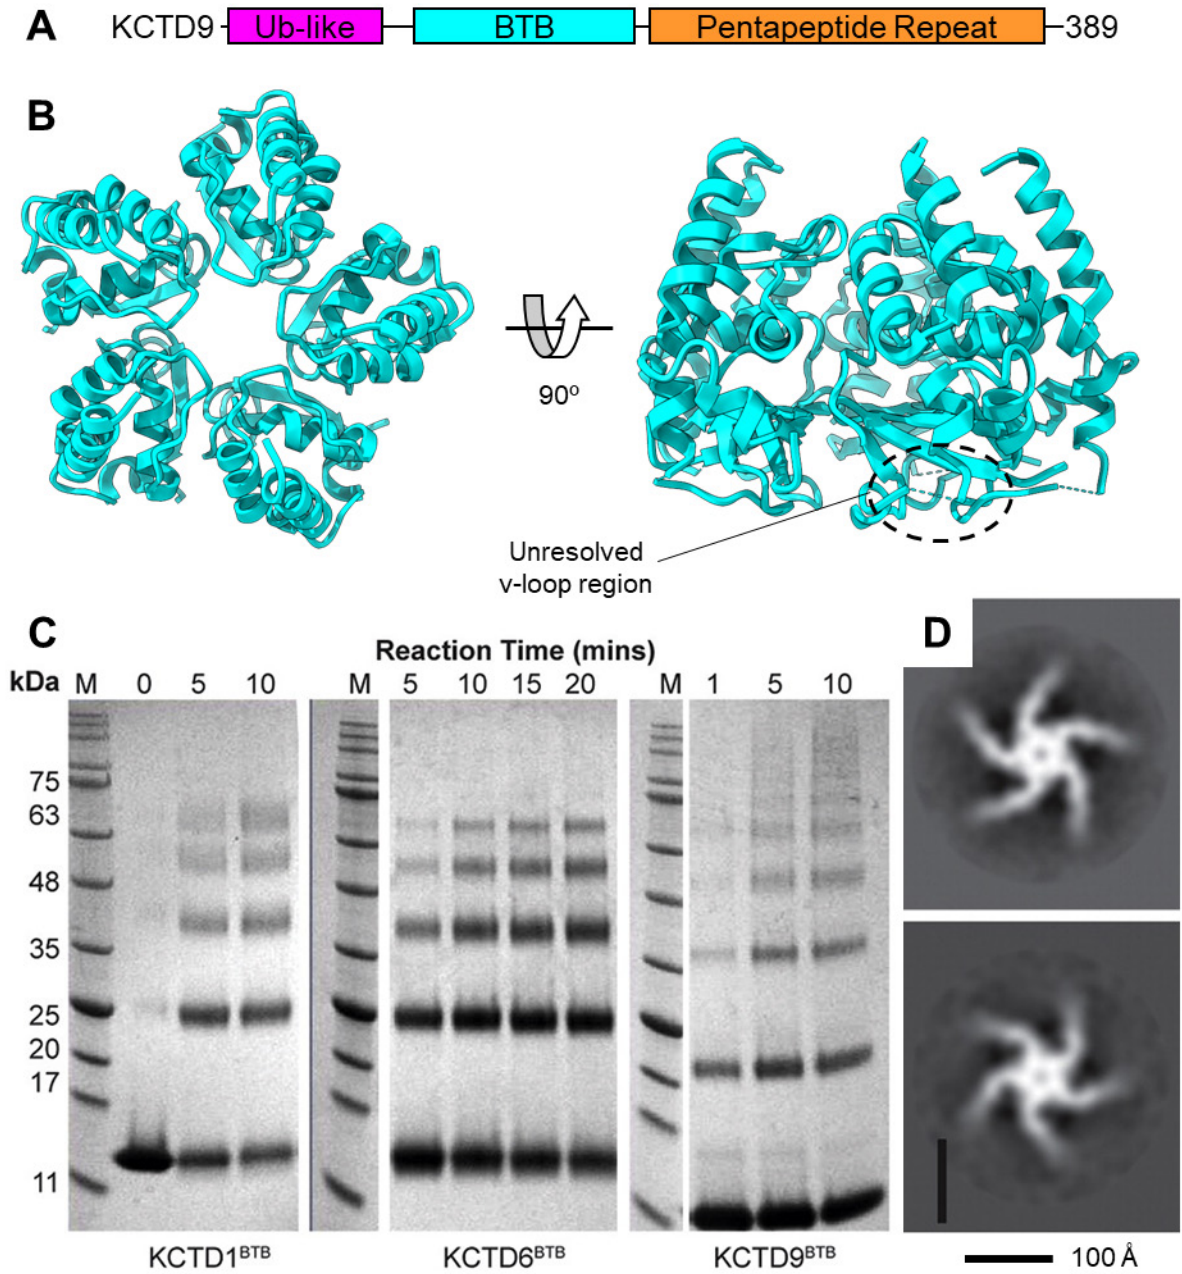 A
KCTD9
Ub-like
BTB
Pentapeptide Repeat
389
B
90º
Unresolved
v-loop region
C
Reaction Time (mins)
kDa M 0 5 10 M 5 10 15 20 M 1 5 10
75
63
48
35
25
20
17
11
KCTD1ᴮᵀᴮ KCTD6ᴮᵀᴮ KCTD9ᴮᵀᴮ
D
100 Å